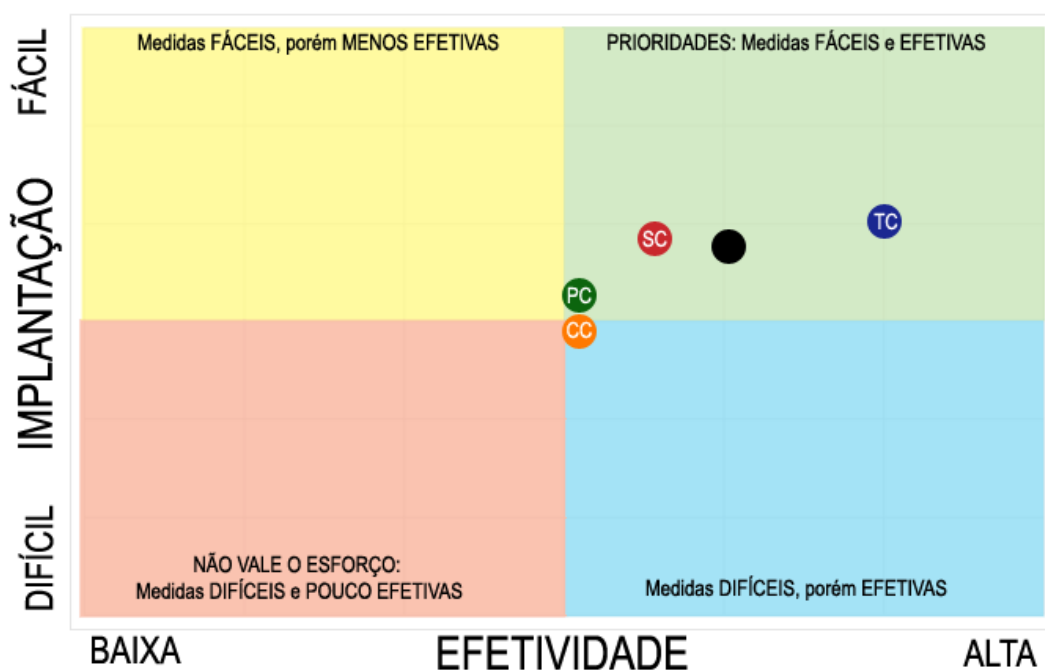 Medidas FÁCEIS, porém MENOS EFETIVAS
PRIORIDADES: Medidas FÁCEIS e EFETIVAS
FÁCIL
IMPLANTAÇÃO
DIFÍCIL
SC
TC
PC
CC
NÃO VALE O ESFORÇO:
Medidas DIFÍCEIS e POUCO EFETIVAS
Medidas DIFÍCEIS, porém EFETIVAS
BAIXA
EFETIVIDADE
ALTA